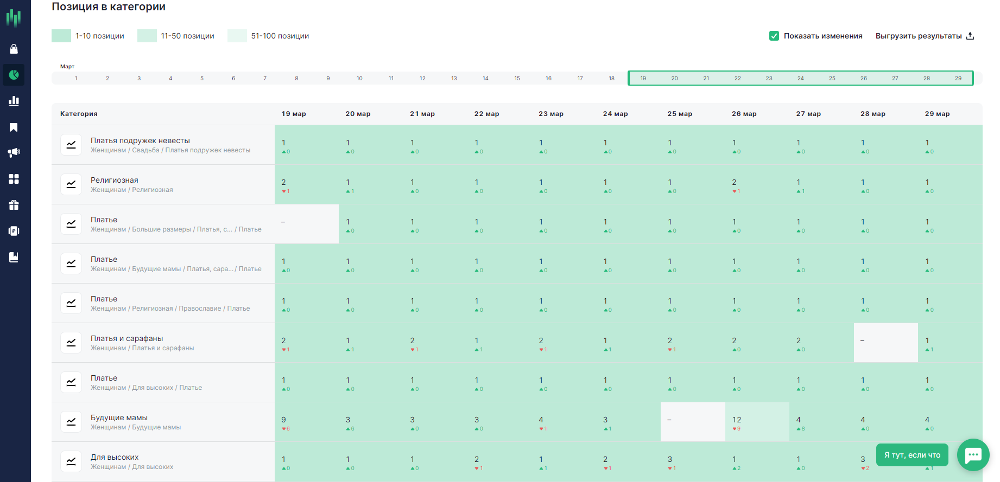 Позиция в категории
1-10 позиции 11-50 позиции 51-100 позиции Показать изменения Выгрузить результаты
Март
1 2 3 4 5 6 7 8 9 10 11 12 13 14 15 16 17 18 19 20 21 22 23 24 25 26 27 28 29
Категория 19 мар 20 мар 21 мар 22 мар 23 мар 24 мар 25 мар 26 мар 27 мар 28 мар 29 мар
Платья подружек невесты 1 1 1 1 1 1 1 1 1 1 1
Женщинам / Свадьба / Платья подружек невесты 0 0 0 0 0 0 0 0 0 0 0
Религиозная 2 1 1 1 1 1 1 2 1 1 1
Женщинам / Религиозная 1 1 0 0 0 0 0 1 1 0 0
Платье – 1 1 1 1 1 1 1 1 1 1
Женщинам / Большие размеры / Платья, с... / Платье 0 0 0 0 0 0 0 0 0 0
Платье 1 1 1 1 1 1 1 1 1 1 1
Женщинам / Будущие мамы / Платья, сара... / Платье 0 0 0 0 0 0 0 0 0 0 0
Платье 1 1 1 1 1 1 1 1 1 1 1
Женщинам / Религиозная / Православие / Платье 0 0 0 0 0 0 0 0 0 0 0
Платья и сарафаны 2 1 2 1 2 1 2 2 2 – 1
Женщинам / Платья и сарафаны 1 1 1 1 1 1 1 0 0 1
Платье 1 1 1 1 1 1 1 1 1 1 1
Женщинам / Для высоких / Платье 0 0 0 0 0 0 0 0 0 0 0
Будущие мамы 9 3 3 3 4 3 – 12 4 4 4
Женщинам / Будущие мамы 6 6 0 0 1 1 9 8 0 0
Для высоких 1 1 1 2 1 2 3 1 1 3
Женщинам / Для высоких 0 0 0 1 1 1 1 2 0 2 1
Я тут, если что